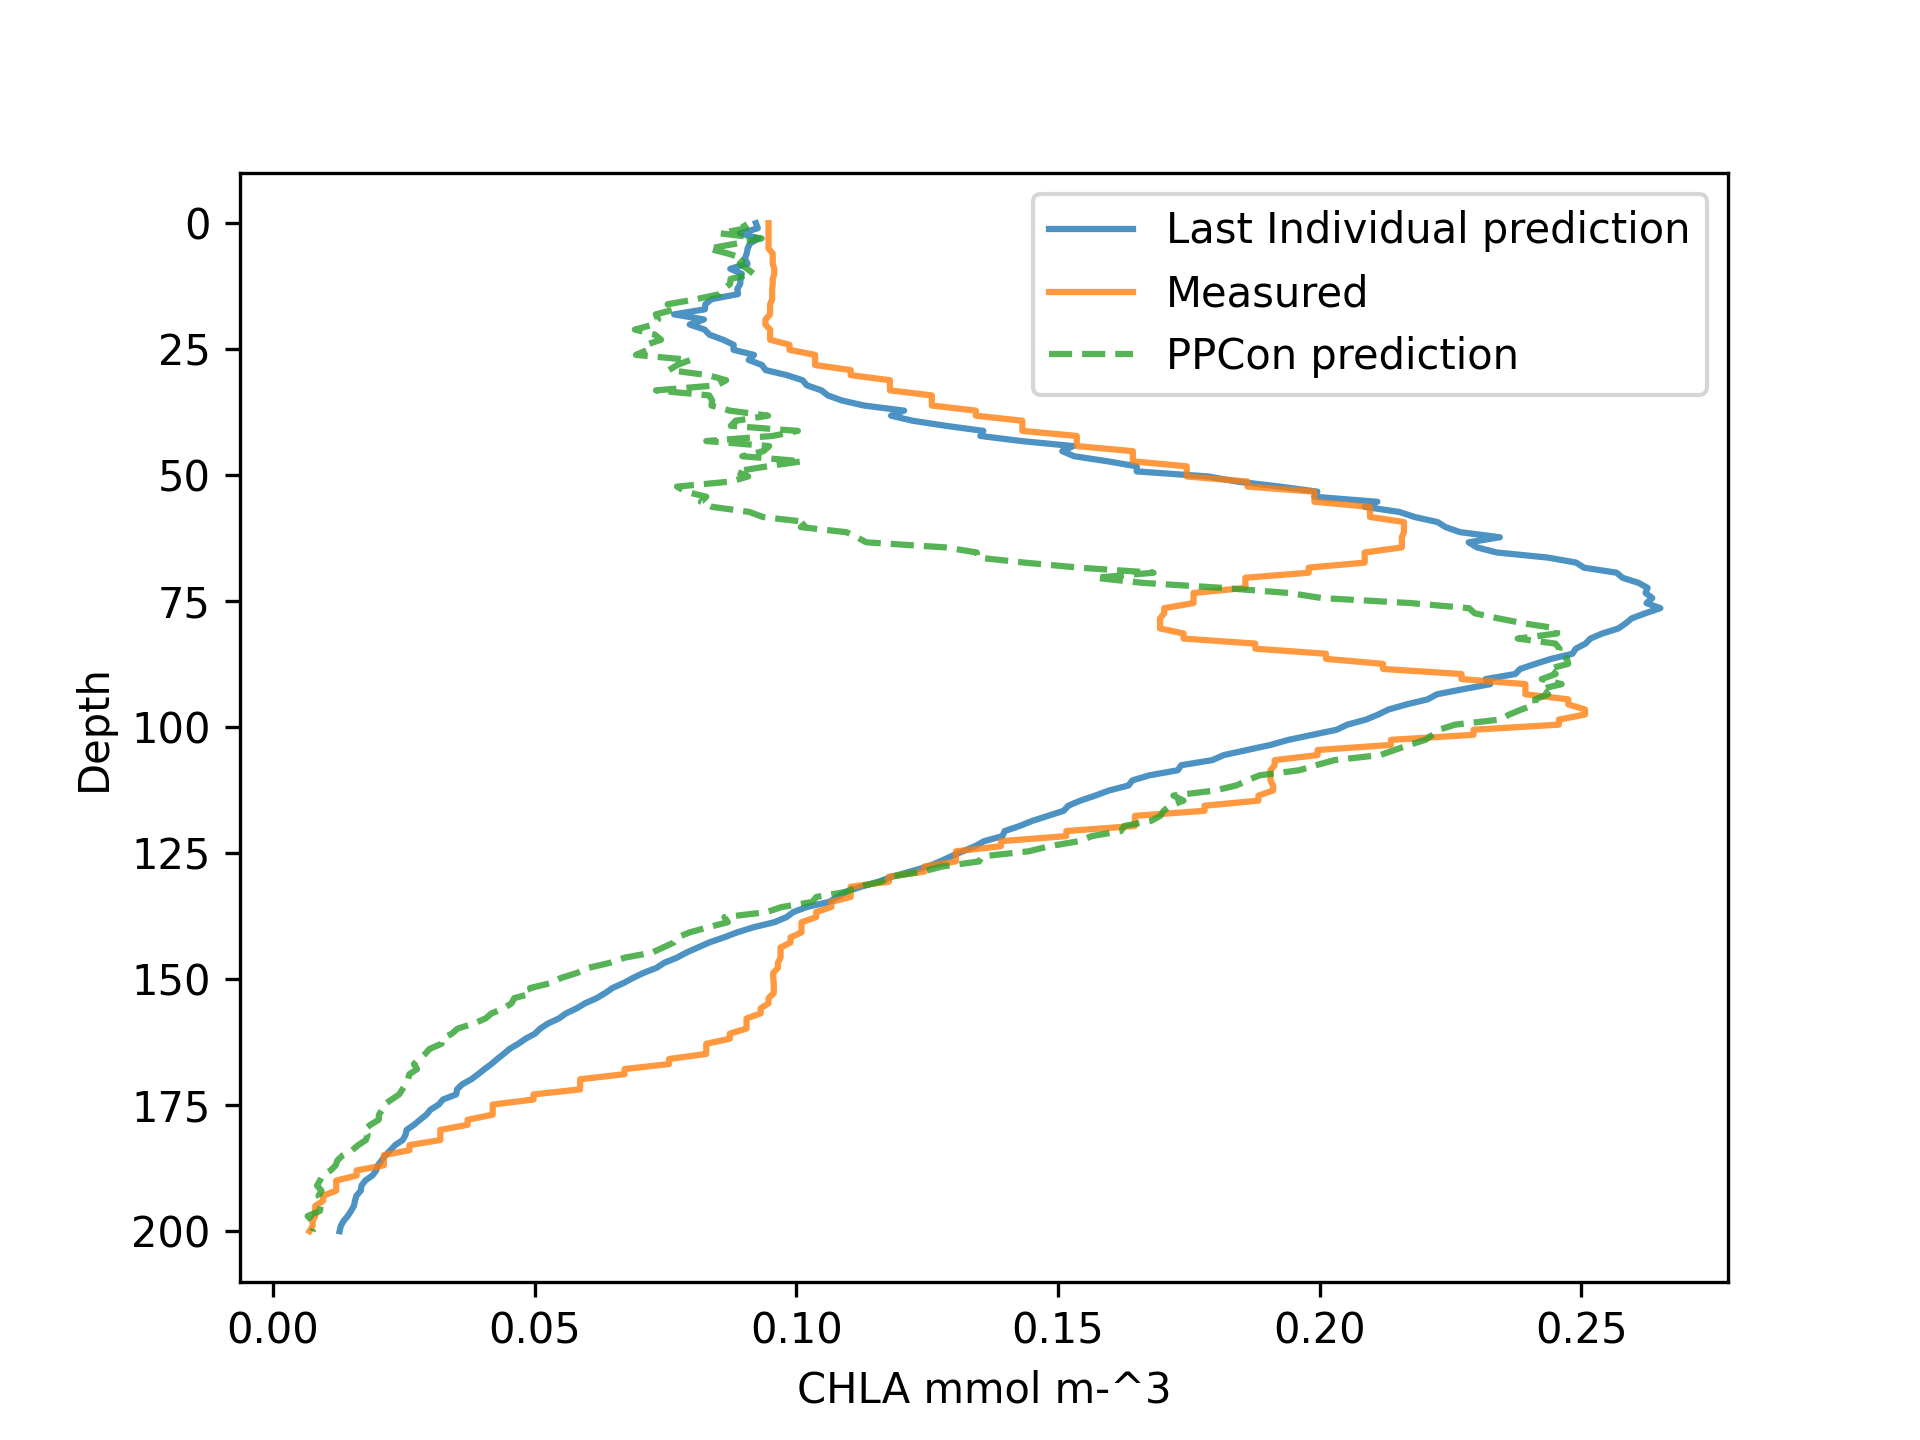 Last Individual prediction
Measured
PPCon prediction
0
25
50
75
100
125
150
175
200
Depth
0.00 0.05 0.10 0.15 0.20 0.25
CHLA mmol m-^3